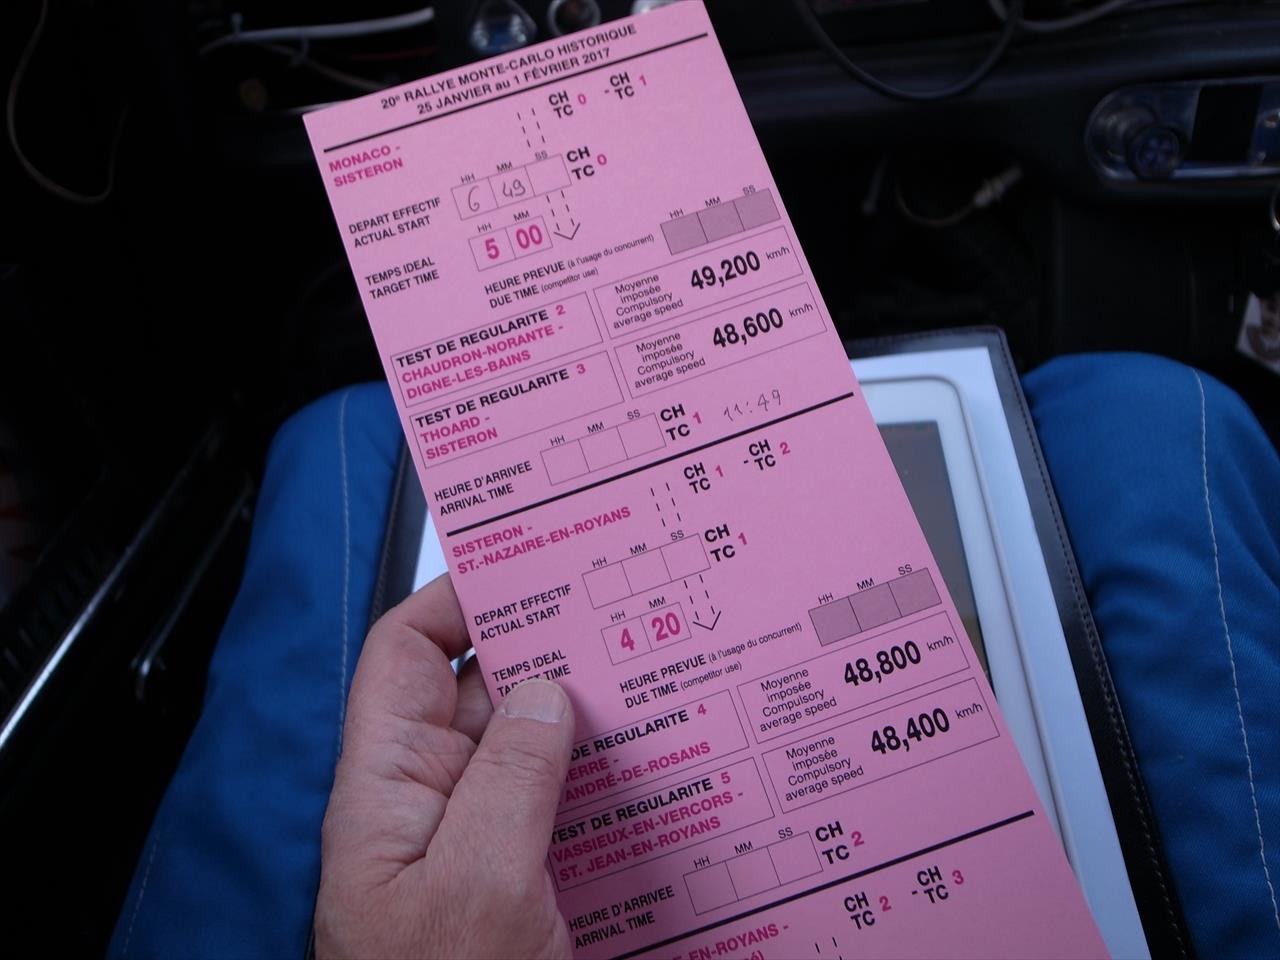 20e RALLYE MONTE-CARLO HISTORIQUE
25 JANVIER au 1 FÉVRIER 2017
CH TC 0 - CH TC 1
MONACO -
SISTERON
HH MM SS
DEPART EFFECTIF
ACTUAL START
6 49
CH TC 0
HH MM
TEMPS IDEAL
TARGET TIME
5 00
HEURE PREVUE (à l'usage du concurrent)
DUE TIME (competitor use)
HH MM SS
TEST DE REGULARITE 2
CHAUDRON-NORANTE -
DIGNE-LES-BAINS
Moyenne
imposée
Compulsory
average speed
49,200 km/h
TEST DE REGULARITE 3
THOARD -
SISTERON
Moyenne
imposée
Compulsory
average speed
48,600 km/h
HEURE D'ARRIVEE
ARRIVAL TIME
HH MM SS
CH TC 1
11:49
CH TC 1 - CH TC 2
SISTERON -
ST.-NAZAIRE-EN-ROYANS
HH MM SS
DEPART EFFECTIF
ACTUAL START
CH TC 1
HH MM
TEMPS IDEAL
TARGET TIME
4 20
HEURE PREVUE (à l'usage du concurrent)
DUE TIME (competitor use)
HH MM SS
DE REGULARITE 4
ERRE -
ANDRÉ-DE-ROSANS
Moyenne
imposée
Compulsory
average speed
48,800 km/h
TEST DE REGULARITE 5
VASSIEUX-EN-VERCORS -
ST. JEAN-EN-ROYANS
Moyenne
imposée
Compulsory
average speed
48,400 km/h
HEURE D'ARRIVEE
ARRIVAL TIME
HH MM SS
CH TC 2
CH TC 2 - CH TC 3
-EN-ROYANS -